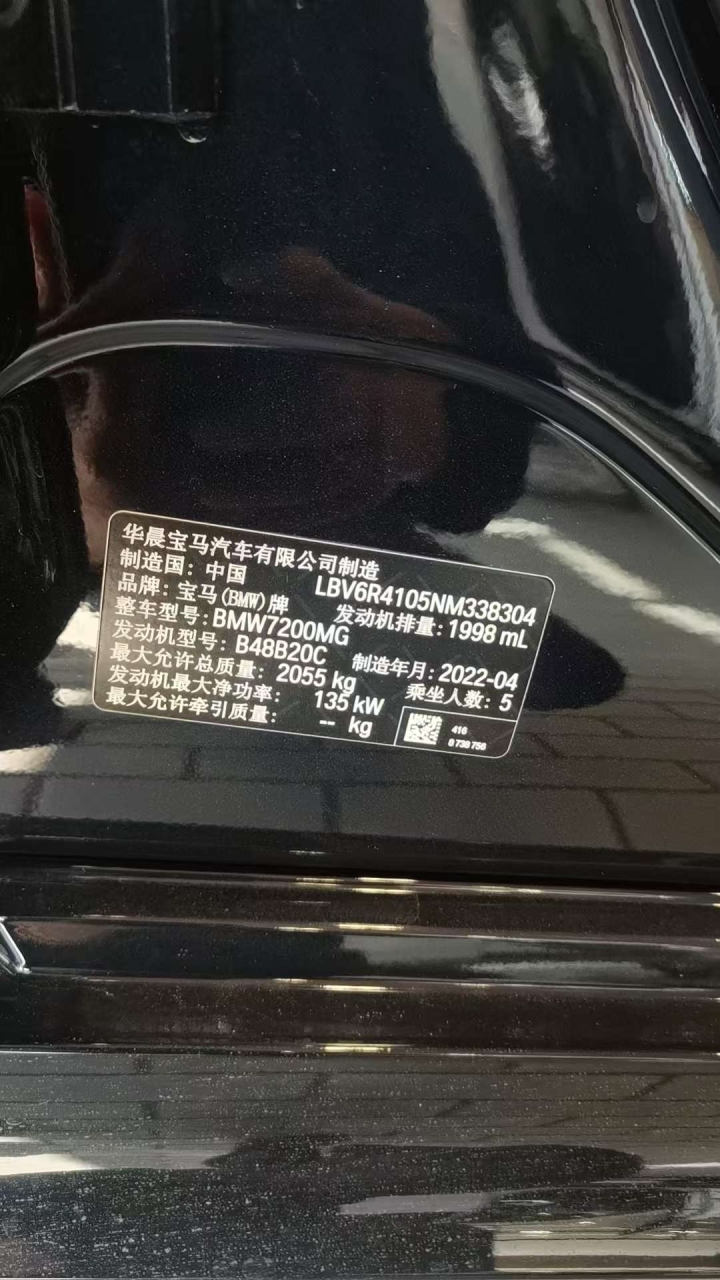 华晨宝马汽车有限公司制造
制造国：中国 LBV6R4105NM338304
品牌：宝马(BMW)牌 发动机排量：1998 mL
整车型号：BMW7200MG
发动机型号：B48B20C 制造年月：2022-04
最大允许总质量：2055 kg 乘坐人数：5
发动机最大净功率：135 kW
最大允许牵引质量：-- kg
416
8 738 756